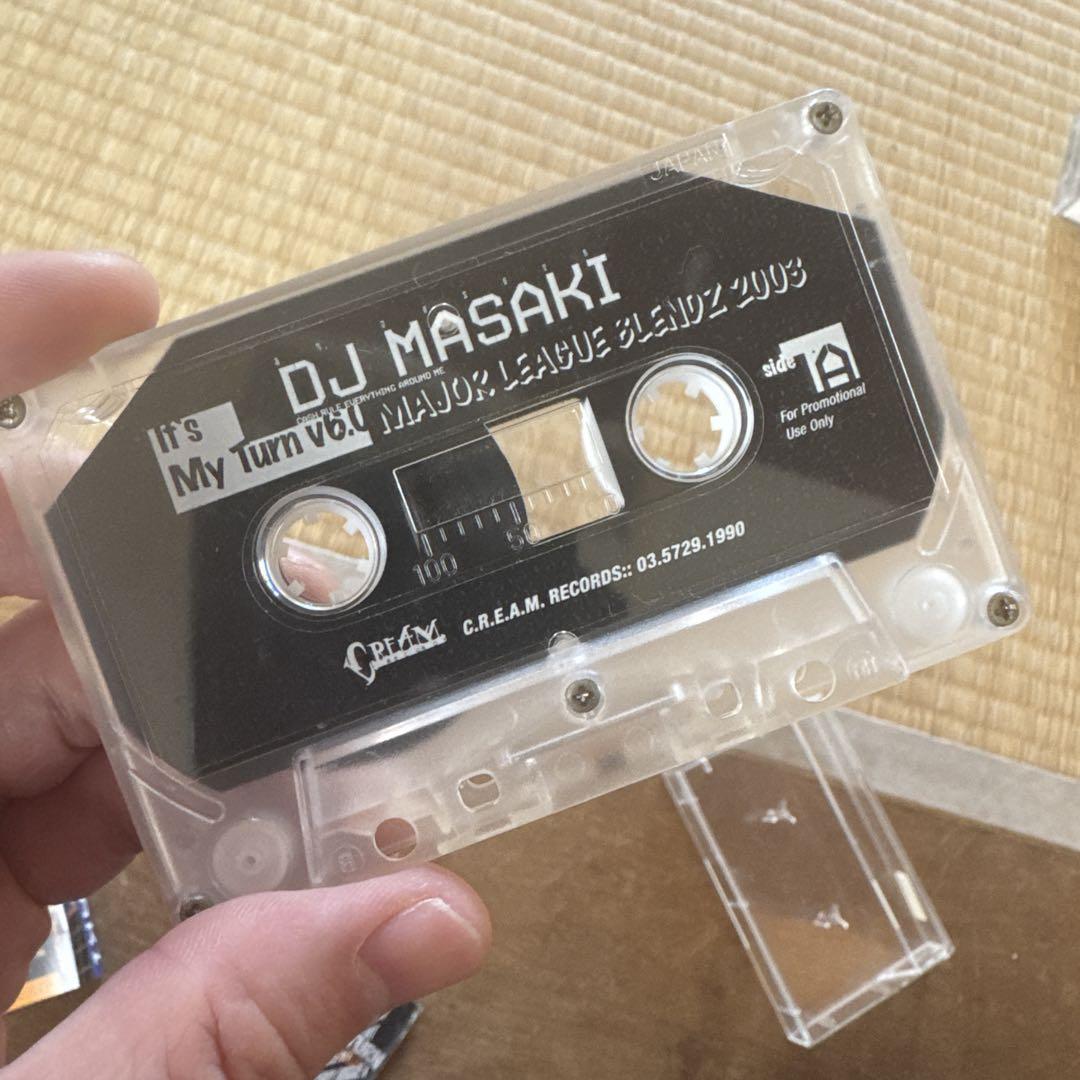 JAPAN
DJ MASAKI
CASH RULE EVERYTHING AROUND ME
It's
My Turn v6.0 MAJOR LEAGUE BLENDZ 2003
side A
For Promotional
Use Only
100 50 0
CREAM
C.R.E.A.M. RECORDS:: 03.5729.1990